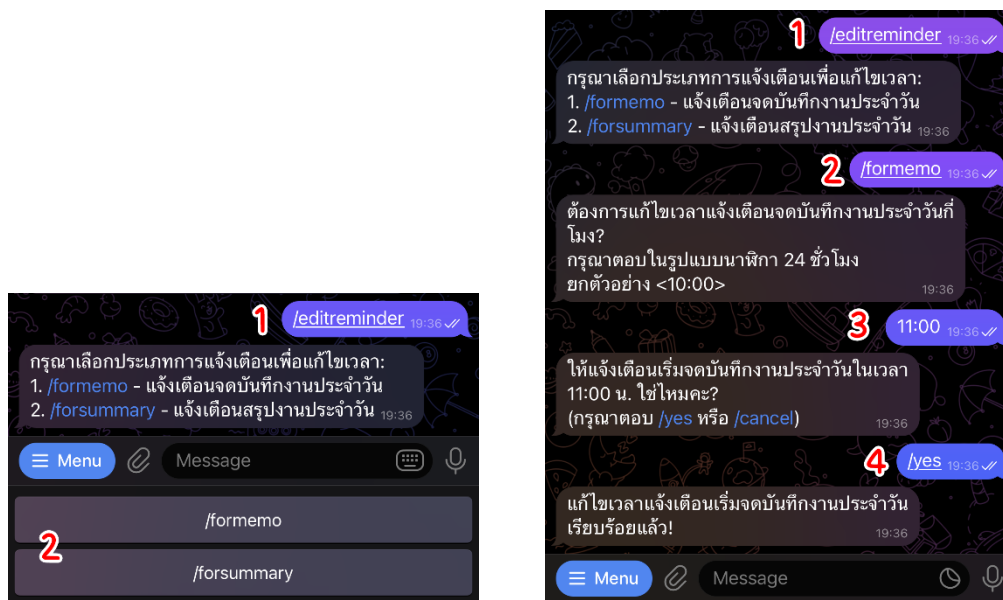 1 /editreminder 19:36
กรุณาเลือกประเภทการแจ้งเตือนเพื่อแก้ไขเวลา:
1. /formemo - แจ้งเตือนจดบันทึกงานประจำวัน
2. /forsummary - แจ้งเตือนสรุปงานประจำวัน 19:36
Menu Message
/formemo
2
/forsummary
1 /editreminder 19:36
กรุณาเลือกประเภทการแจ้งเตือนเพื่อแก้ไขเวลา:
1. /formemo - แจ้งเตือนจดบันทึกงานประจำวัน
2. /forsummary - แจ้งเตือนสรุปงานประจำวัน 19:36
2 /formemo 19:36
ต้องการแก้ไขเวลาแจ้งเตือนจดบันทึกงานประจำวันกี่
โมง?
กรุณาตอบในรูปแบบนาฬิกา 24 ชั่วโมง
ยกตัวอย่าง <10:00> 19:36
3 11:00 19:36
ให้แจ้งเตือนเริ่มจดบันทึกงานประจำวันในเวลา
11:00 น. ใช่ไหมคะ?
(กรุณาตอบ /yes หรือ /cancel) 19:36
4 /yes 19:36
แก้ไขเวลาแจ้งเตือนเริ่มจดบันทึกงานประจำวัน
เรียบร้อยแล้ว! 19:36
Menu Message